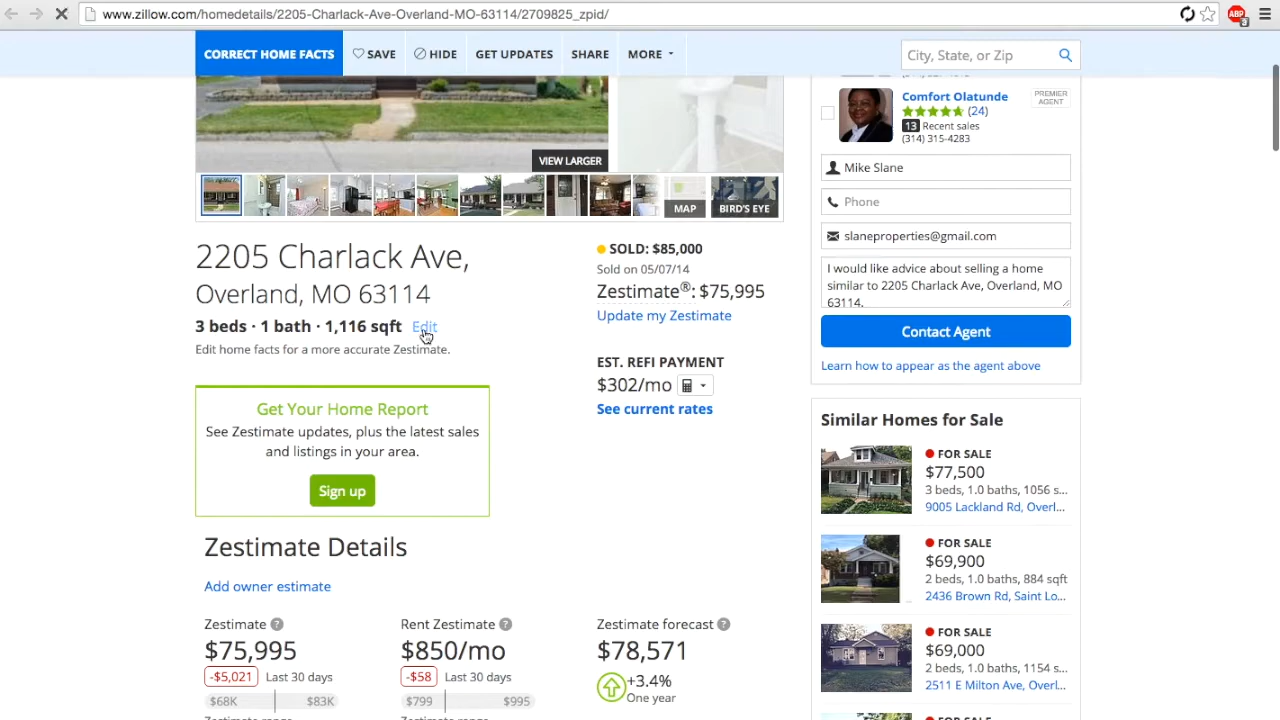 www.zillow.com/homedetails/2205-Charlack-Ave-Overland-MO-63114/2709825_zpid/
ABP
3
CORRECT HOME FACTS
SAVE
HIDE
GET UPDATES
SHARE
MORE
City, State, or Zip
VIEW LARGER
MAP
BIRD'S EYE
2205 Charlack Ave,
Overland, MO 63114
3 beds · 1 bath · 1,116 sqft Edit
Edit home facts for a more accurate Zestimate.
SOLD: $85,000
Sold on 05/07/14
Zestimate®: $75,995
Update my Zestimate
EST. REFI PAYMENT
$302/mo
See current rates
Get Your Home Report
See Zestimate updates, plus the latest sales
and listings in your area.
Sign up
Zestimate Details
Add owner estimate
Zestimate ?
$75,995
-$5,021 Last 30 days
$68K $83K
Rent Zestimate ?
$850/mo
-$58 Last 30 days
$799 $995
Zestimate forecast ?
$78,571
+3.4%
One year
Comfort Olatunde
PREMIER
AGENT
(24)
13 Recent sales
(314) 315-4283
Mike Slane
Phone
slaneproperties@gmail.com
I would like advice about selling a home
similar to 2205 Charlack Ave, Overland, MO
63114.
Contact Agent
Learn how to appear as the agent above
Similar Homes for Sale
FOR SALE
$77,500
3 beds, 1.0 baths, 1056 s...
9005 Lackland Rd, Overl...
FOR SALE
$69,900
2 beds, 1.0 baths, 884 sqft
2436 Brown Rd, Saint Lo...
FOR SALE
$69,000
2 beds, 1.0 baths, 1154 s...
2511 E Milton Ave, Overl...